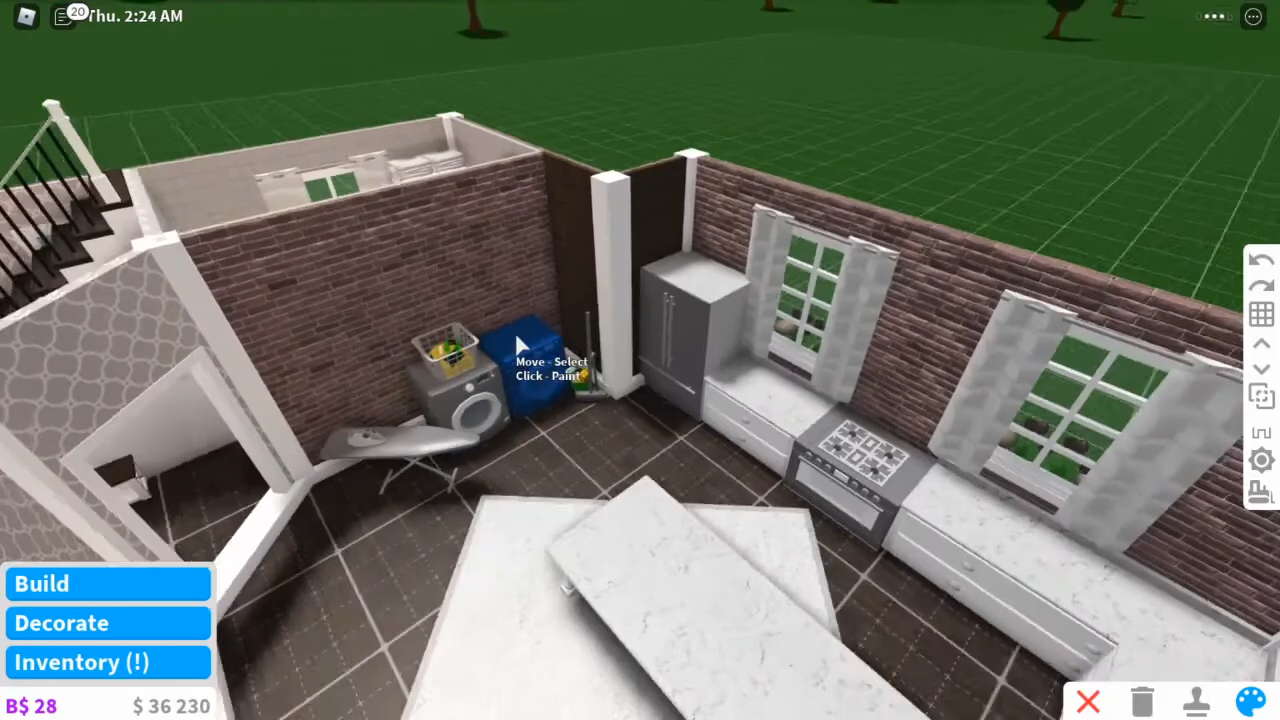 20
Thu. 2:24 AM
Move - Select
Click - Paint
Build
Decorate
Inventory (!)
B$ 28
$ 36 230